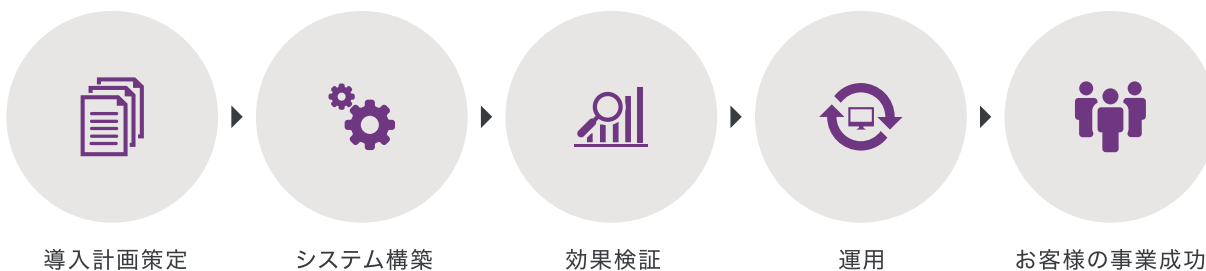 導入計画策定
システム構築
効果検証
運用
お客様の事業成功